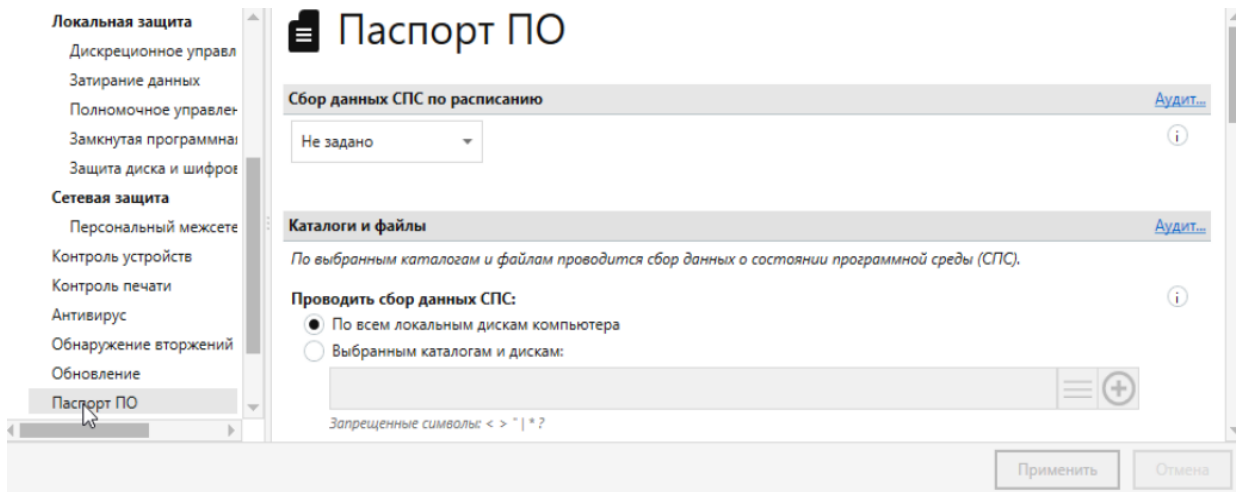 Локальная защита
Дискреционное управл
Затирание данных
Полномочное управлен
Замкнутая программна
Защита диска и шифров
Сетевая защита
Персональный межсете
Контроль устройств
Контроль печати
Антивирус
Обнаружение вторжений
Обновление
Паспорт ПО
Паспорт ПО
Сбор данных СПС по расписанию Аудит...
Не задано
Каталоги и файлы Аудит...
По выбранным каталогам и файлам проводится сбор данных о состоянии программной среды (СПС).
Проводить сбор данных СПС:
По всем локальным дискам компьютера
Выбранным каталогам и дискам:
Запрещенные символы: < > " | * ?
Применить Отмена